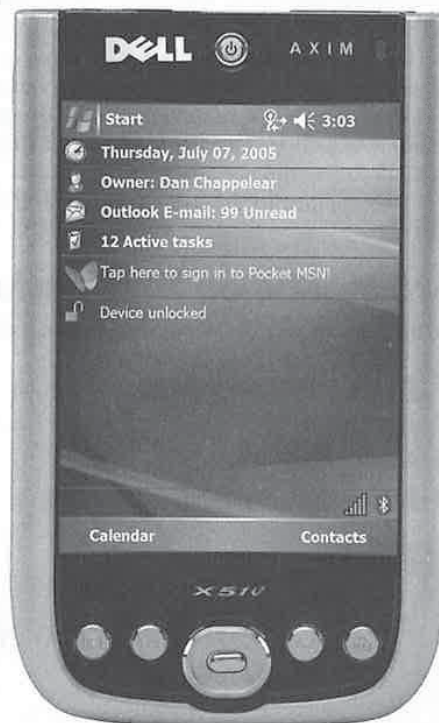 DELL AXIM
Start 3:03
Thursday, July 07, 2005
Owner: Dan Chappelear
Outlook E-mail: 99 Unread
12 Active tasks
Tap here to sign in to Pocket MSN!
Device unlocked
Calendar Contacts
X51v